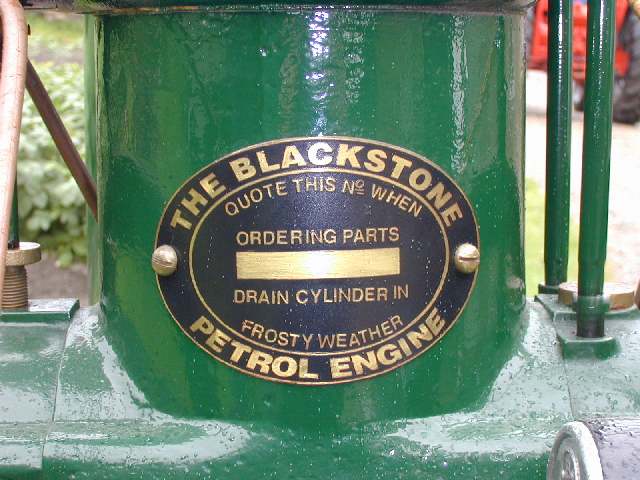 THE BLACKSTONE
QUOTE THIS Nº WHEN
ORDERING PARTS
DRAIN CYLINDER IN
FROSTY WEATHER
PETROL ENGINE